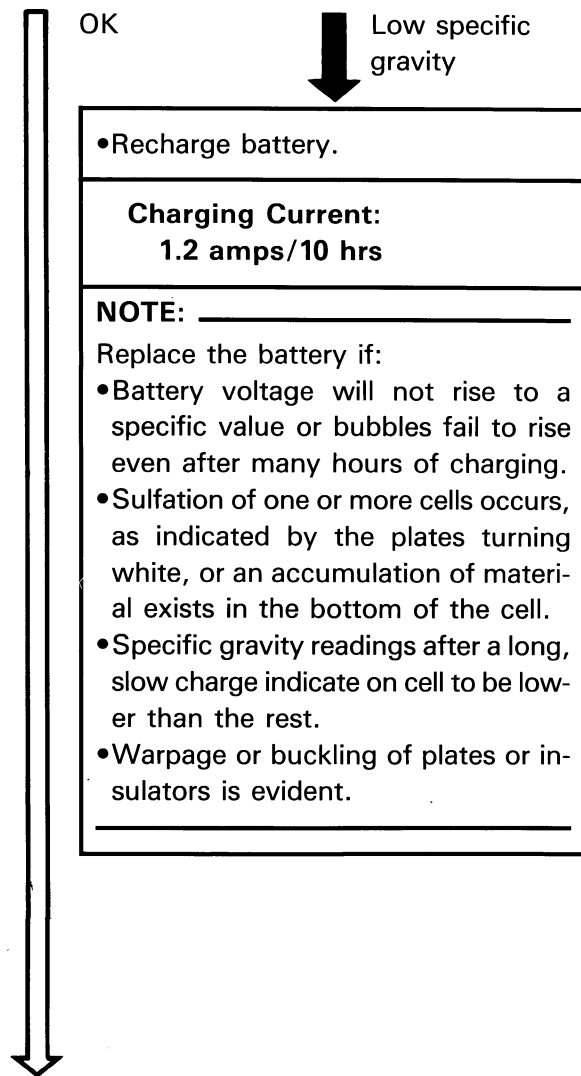 OK
Low specific
gravity
•Recharge battery.
Charging Current:
1.2 amps/10 hrs
NOTE:
Replace the battery if:
•Battery voltage will not rise to a
specific value or bubbles fail to rise
even after many hours of charging.
•Sulfation of one or more cells occurs,
as indicated by the plates turning
white, or an accumulation of materi-
al exists in the bottom of the cell.
•Specific gravity readings after a long,
slow charge indicate on cell to be low-
er than the rest.
•Warpage or buckling of plates or in-
sulators is evident.